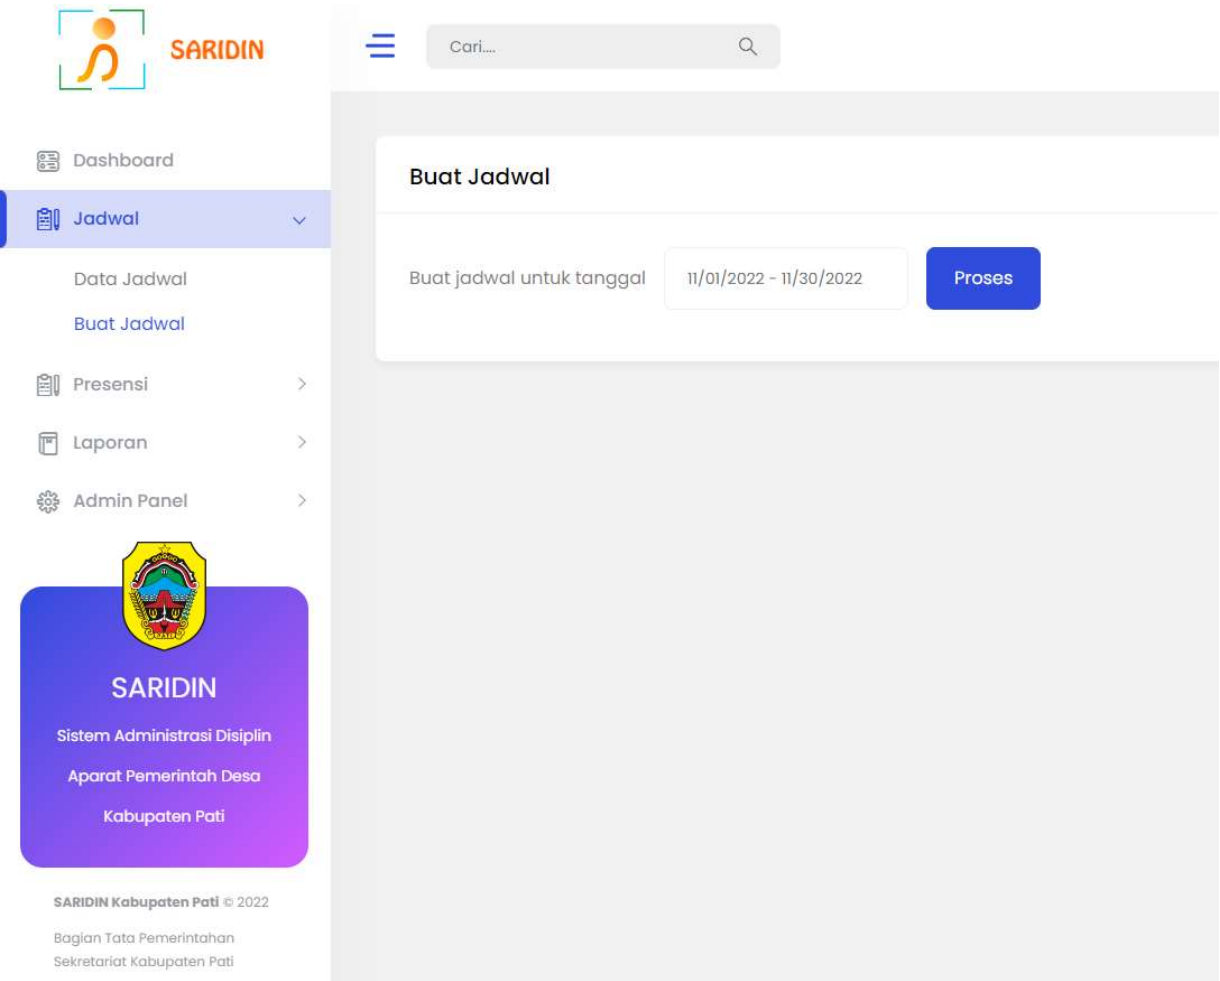 SARIDIN
Cari....
Dashboard
Jadwal
Data Jadwal
Buat Jadwal
Presensi
Laporan
Admin Panel
Buat Jadwal
Buat jadwal untuk tanggal
11/01/2022 - 11/30/2022
Proses
PATI
SARIDIN
Sistem Administrasi Disiplin
Aparat Pemerintah Desa
Kabupaten Pati
SARIDIN Kabupaten Pati © 2022
Bagian Tata Pemerintahan
Sekretariat Kabupaten Pati